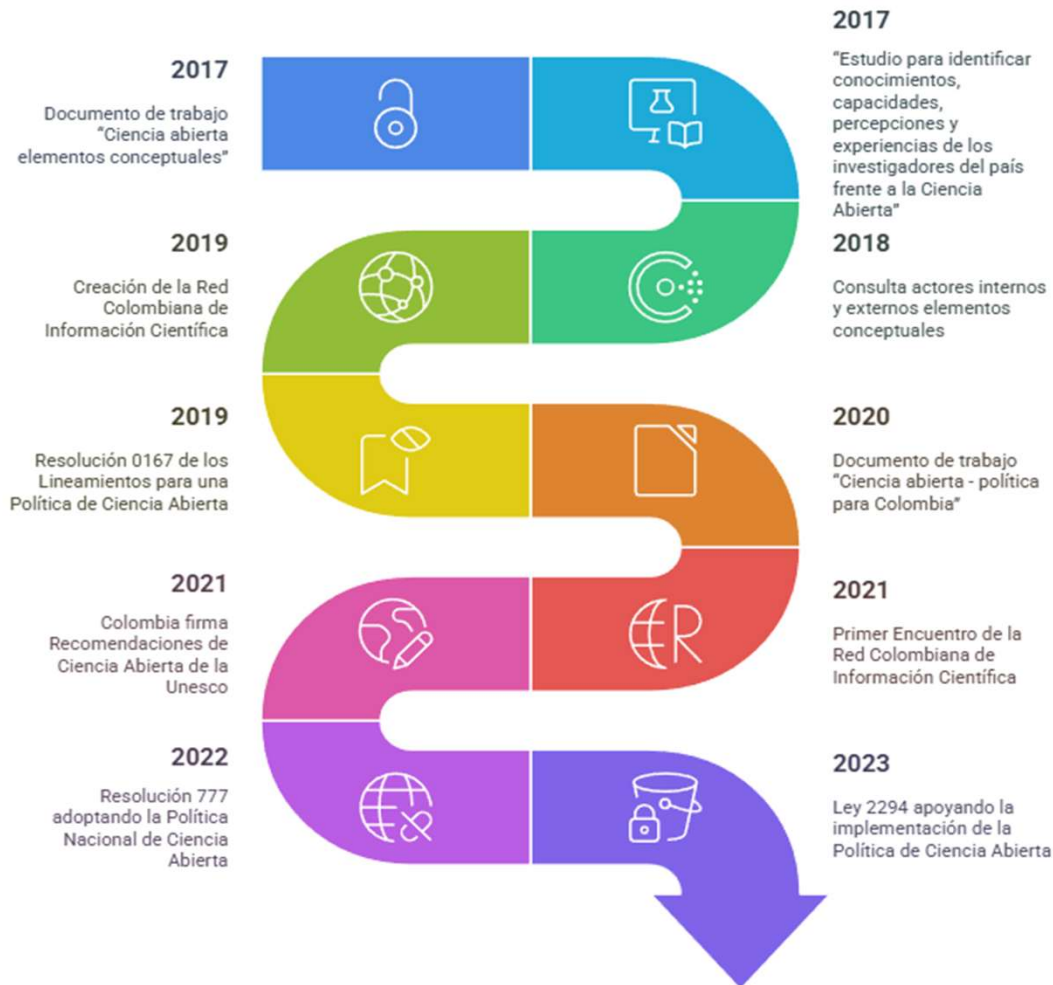 2017
Documento de trabajo
“Ciencia abierta
elementos conceptuales”
2017
“Estudio para identificar
conocimientos,
capacidades,
percepciones y
experiencias de los
investigadores del país
frente a la Ciencia
Abierta”
2018
Consulta actores internos
y externos elementos
conceptuales
2019
Creación de la Red
Colombiana de
Información Científica
2019
Resolución 0167 de los
Lineamientos para una
Política de Ciencia Abierta
2020
Documento de trabajo
“Ciencia abierta - política
para Colombia”
2021
Primer Encuentro de la
Red Colombiana de
Información Científica
2021
Colombia firma
Recomendaciones de
Ciencia Abierta de la
Unesco
2022
Resolución 777
adoptando la Política
Nacional de Ciencia
Abierta
2023
Ley 2294 apoyando la
implementación de la
Política de Ciencia Abierta